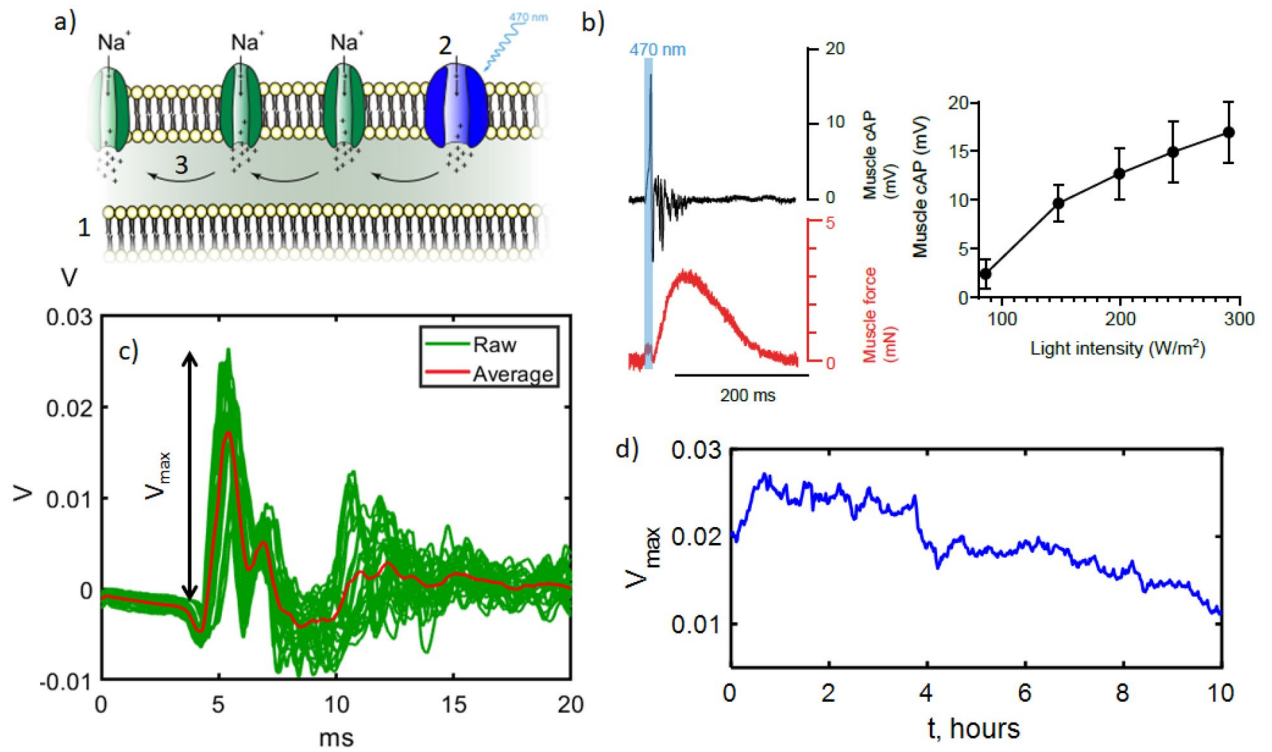 a)
470 nm
Na⁺ Na⁺ Na⁺ 2
3
1
b)
470 nm
20
10
0
Muscle cAP
(mV)
5
0
Muscle force
(mN)
200 ms
Muscle cAP (mV)
20
15
10
5
0
100 200 300
Light intensity (W/m²)
V
c)
Raw
Average
Vmax
V
0.03
0.02
0.01
0
-0.01
0 5 10 15 20
ms
d)
Vmax
0.03
0.02
0.01
0 2 4 6 8 10
t, hours